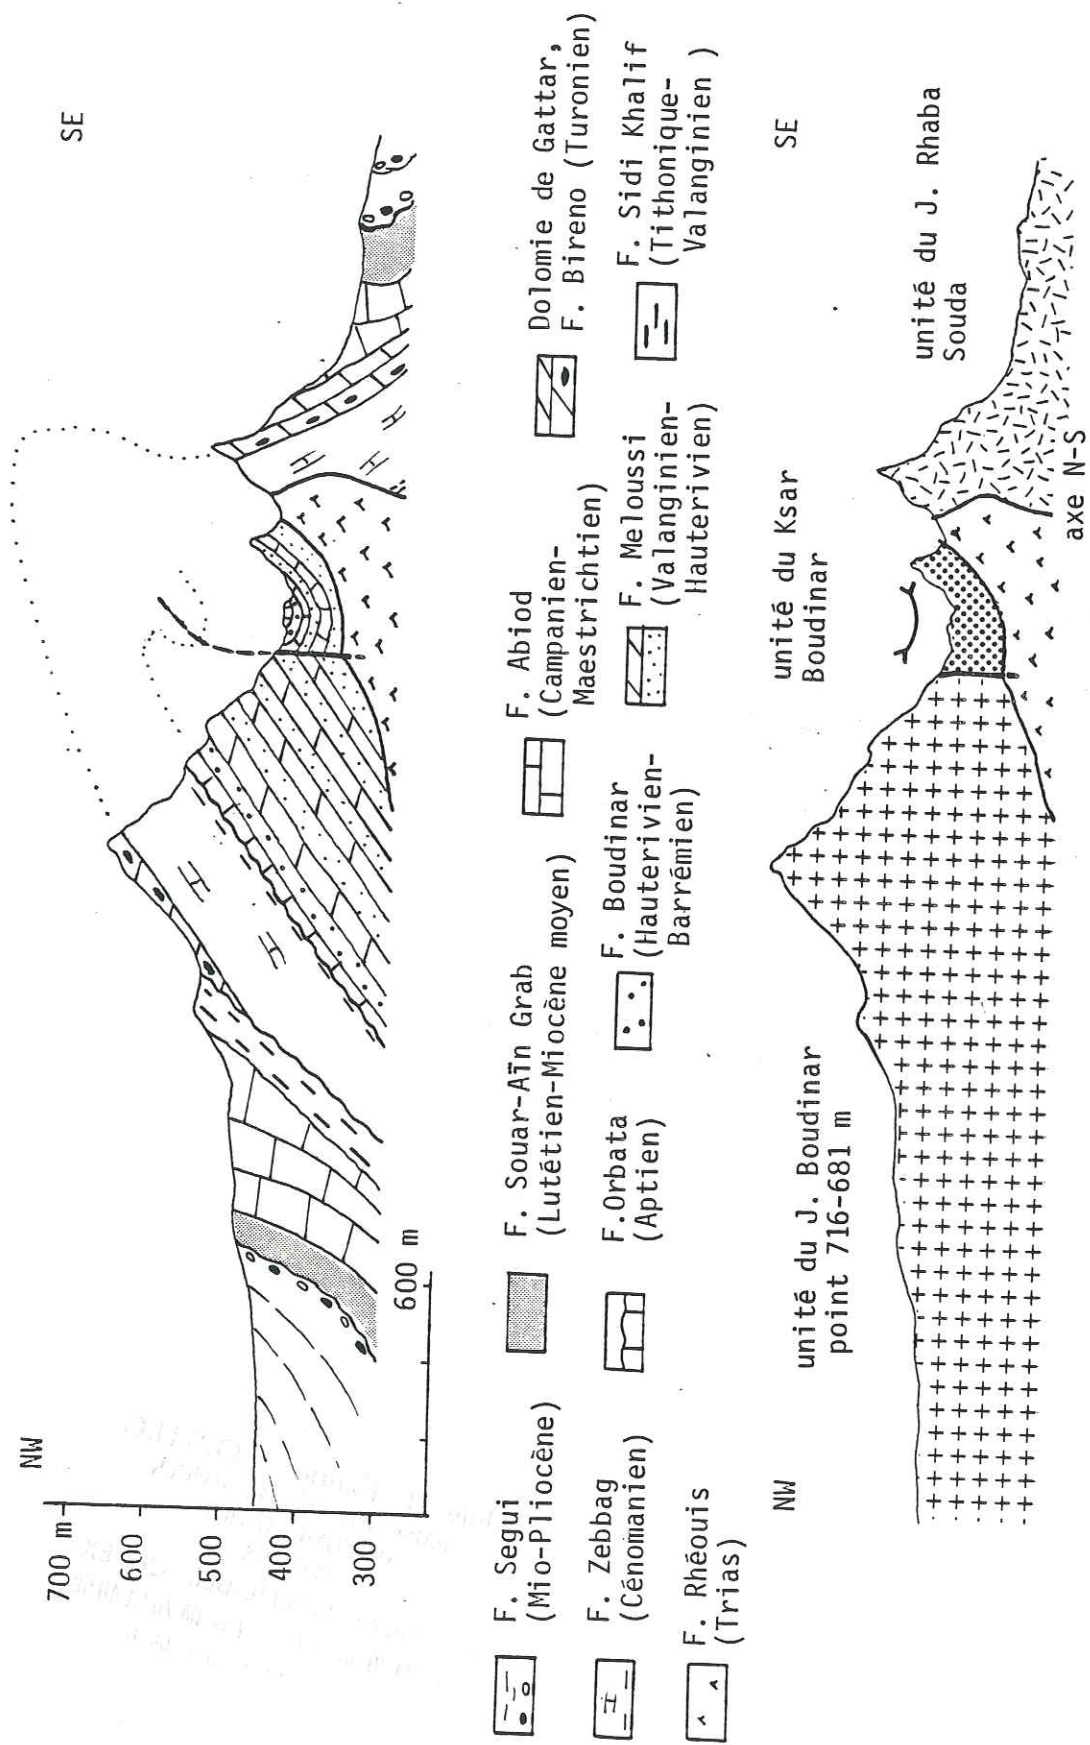 NW
SE
700 m
600
500
400
300
600 m
F. Segui
(Mio-Pliocène)
F. Souar-Aïn Grab
(Lutétien-Miocène moyen)
F. Abiod
(Campanien-
Maestrichtien)
Dolomie de Gattar,
F. Bireno (Turonien)
F. Zebbag
(Cénomanien)
F.Orbata
(Aptien)
F. Boudinar
(Hauterivien-
Barrémien)
F. Meloussi
(Valanginien-
Hauterivien)
F. Sidi Khalif
(Tithonique-
Valanginien )
F. Rhéouis
(Trias)
NW
SE
unité du J. Boudinar
point 716-681 m
unité du Ksar
Boudinar
unité du J. Rhaba
Souda
axe N-S